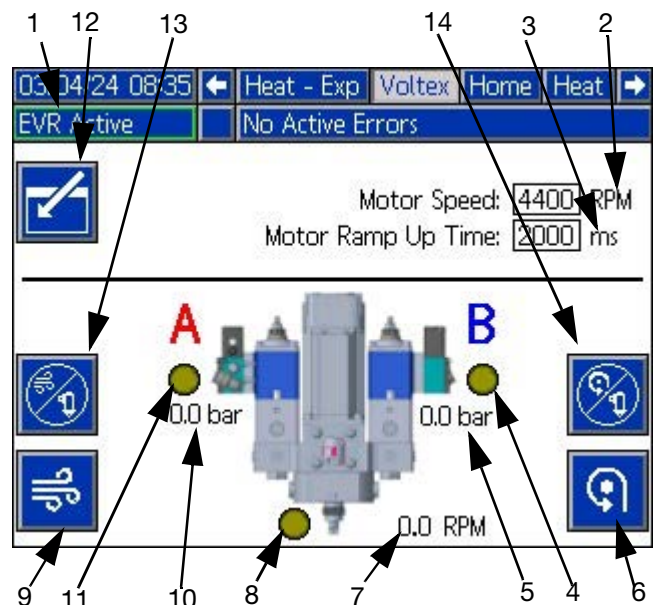 1 12 13 14 3 2
03/04/24 08:35 Heat - Exp Voltex Home Heat
EVR Active No Active Errors
Motor Speed: 4400 RPM
Motor Ramp Up Time: 2000 ms
A B
0.0 bar 0.0 bar
0.0 RPM
9 11 10 8 7 5 4 6